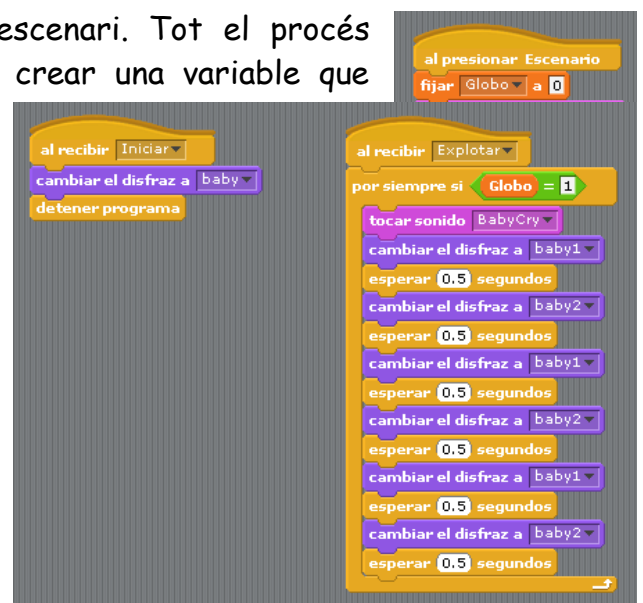 escenari. Tot el procés
crear una variable que
al presionar Escenario
fijar Globo a 0
al recibir Iniciar
cambiar el disfraz a baby
detener programa
al recibir Explotar
por siempre si Globo = 1
tocar sonido BabyCry
cambiar el disfraz a baby1
esperar 0.5 segundos
cambiar el disfraz a baby2
esperar 0.5 segundos
cambiar el disfraz a baby1
esperar 0.5 segundos
cambiar el disfraz a baby2
esperar 0.5 segundos
cambiar el disfraz a baby1
esperar 0.5 segundos
cambiar el disfraz a baby2
esperar 0.5 segundos